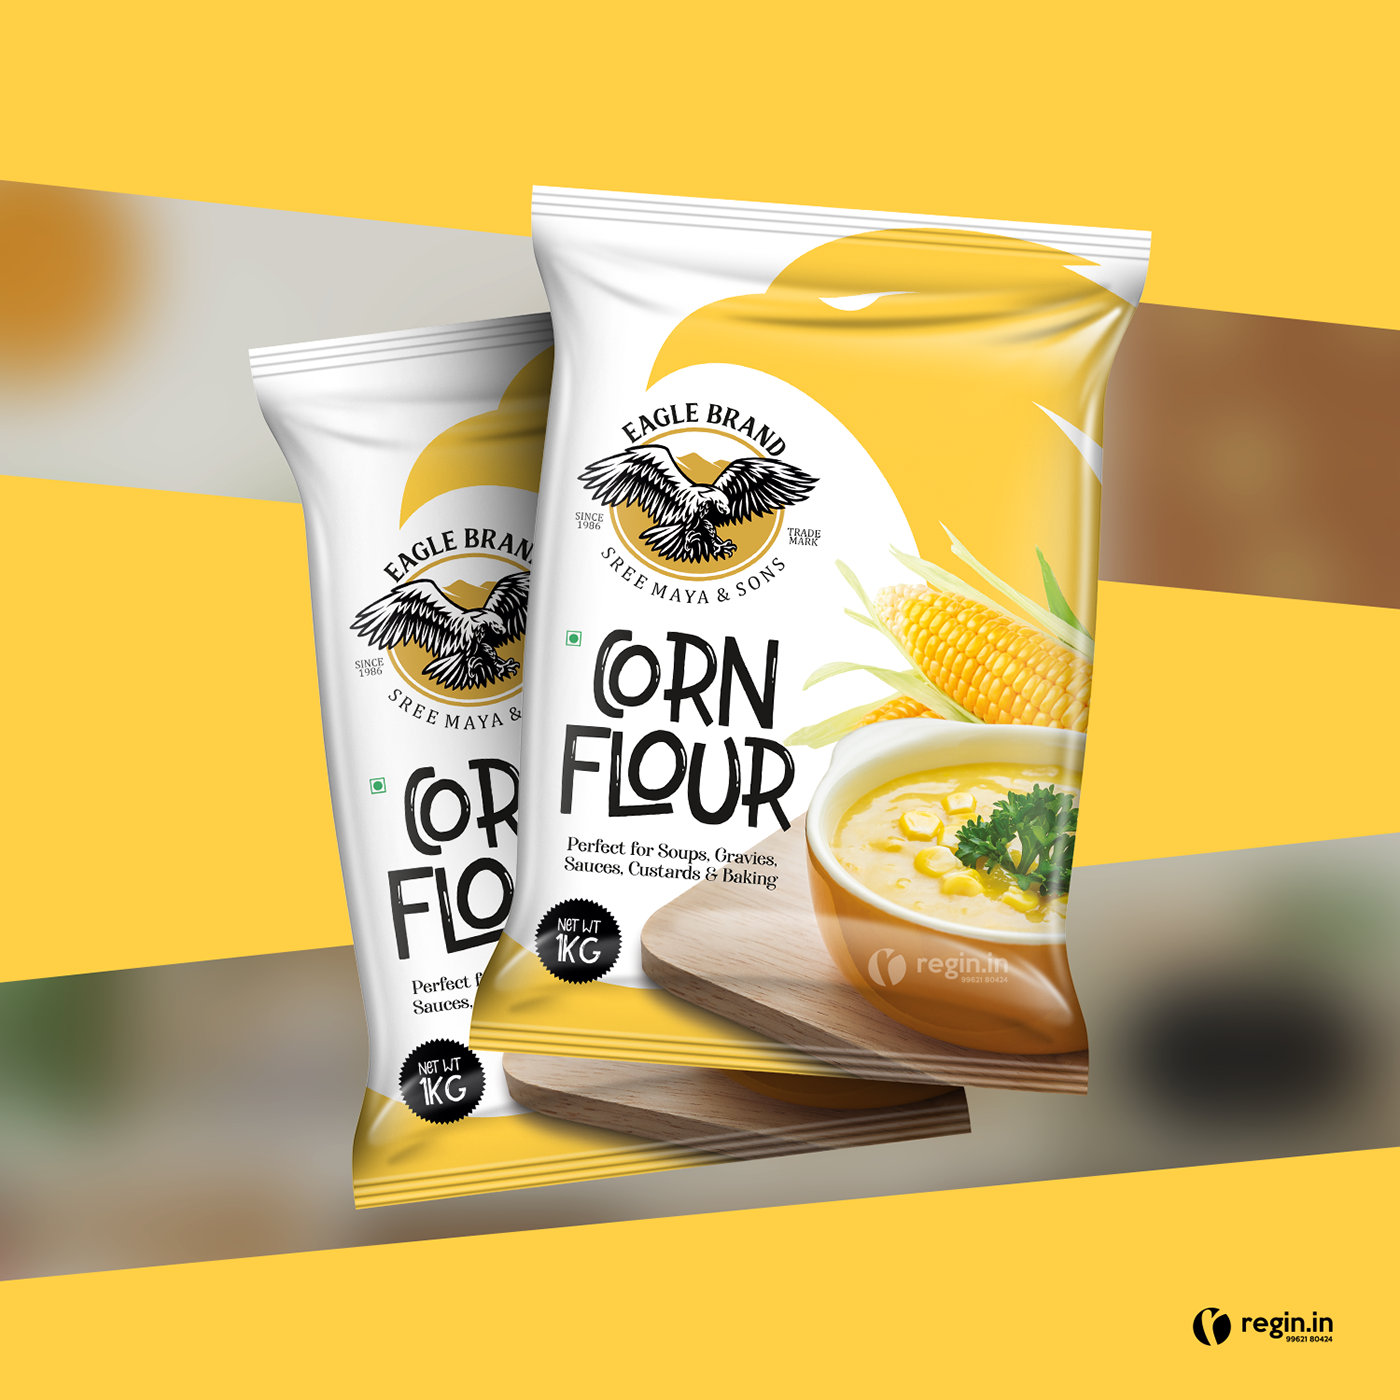 EAGLE BRAND
SINCE
1986
TRADE
MARK
SREE MAYA & SONS
CORN
FLOUR
Perfect for Soups, Gravies,
Sauces, Custards & Baking
NET WT
1KG
regin.in
99621 80424
EAGLE BRAN
SINCE
1986
SREE MAYA &
COR
FLO
Perfect f
Sauces,
NET WT
1KG
regin.in
99621 80424